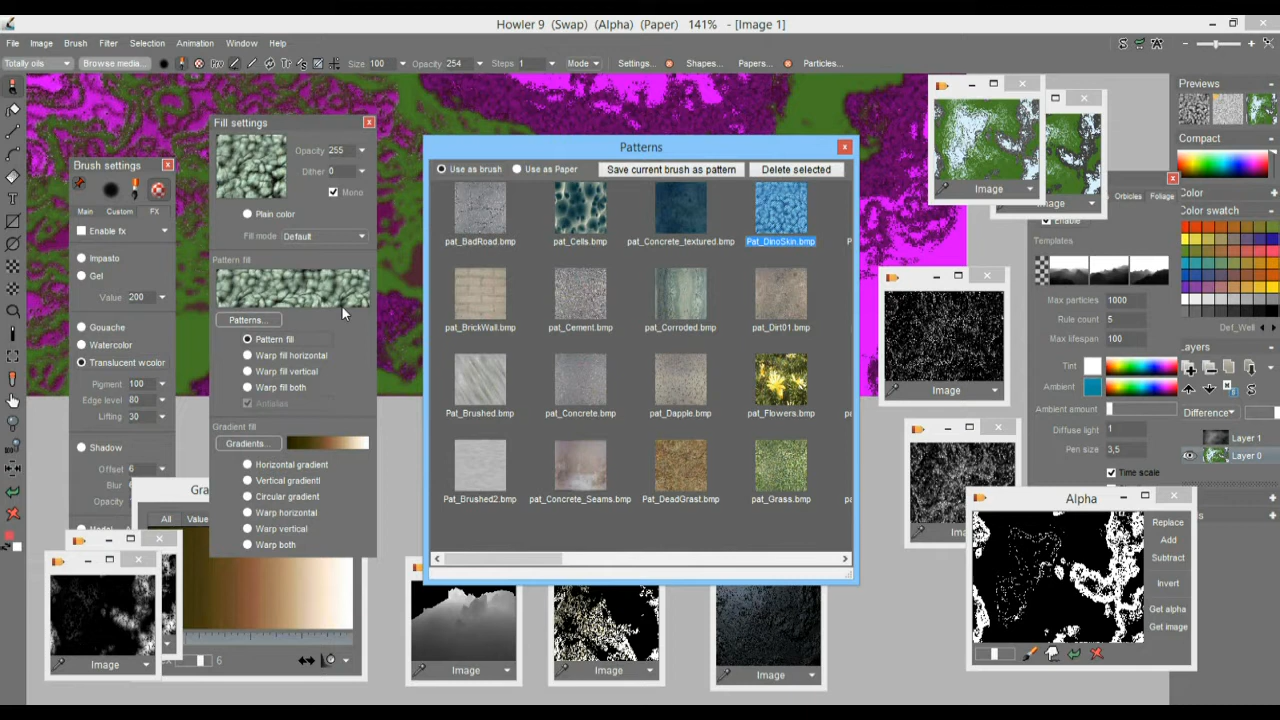 Howler 9 (Swap) (Alpha) (Paper) 141% - [Image 1]
File Image Brush Filter Selection Animation Window Help
Totally oils Browse media... Prv Tr Size 100 Opacity 254 Steps 1 Mode Settings... Shapes... Papers... Particles...
Brush settings
Main Custom FX
Enable fx
Impasto
Gel
Value 200
Gouache
Watercolor
Translucent wcolor
Pigment 100
Edge level 80
Lifting 30
Shadow
Offset 6
Blur
Opacity
Fill settings
Opacity 255
Dither 0
Mono
Plain color
Fill mode Default
Pattern fill
Patterns...
Pattern fill
Warp fill horizontal
Warp fill vertical
Warp fill both
Antialias
Gradient fill
Gradients...
Horizontal gradient
Vertical gradientl
Circular gradient
Warp horizontal
Warp vertical
Warp both
All Value
6
Patterns
Use as brush Use as Paper Save current brush as pattern Delete selected
pat_BadRoad.bmp pat_Cells.bmp pat_Concrete_textured.bmp Pat_DinoSkin.bmp
pat_BrickWall.bmp pat_Cement.bmp pat_Corroded.bmp pat_Dirt01.bmp
Pat_Brushed.bmp pat_Concrete.bmp pat_Dapple.bmp pat_Flowers.bmp
Pat_Brushed2.bmp pat_Concrete_Seams.bmp pat_DeadGrast.bmp pat_Grass.bmp
Image
Image
Image
Image
Image
Image
Image
Previews
Compact
Color
Color swatch
Def_Well
Layers
Difference
Layer 1
Layer 0
Orbicles Foliage
Enable
Templates
Max particles 1000
Rule count 5
Max lifespan 100
Tint
Ambient
Ambient amount
Diffuse light 1
Pen size 3,5
Time scale
Alpha
Replace
Add
Subtract
Invert
Get alpha
Get image